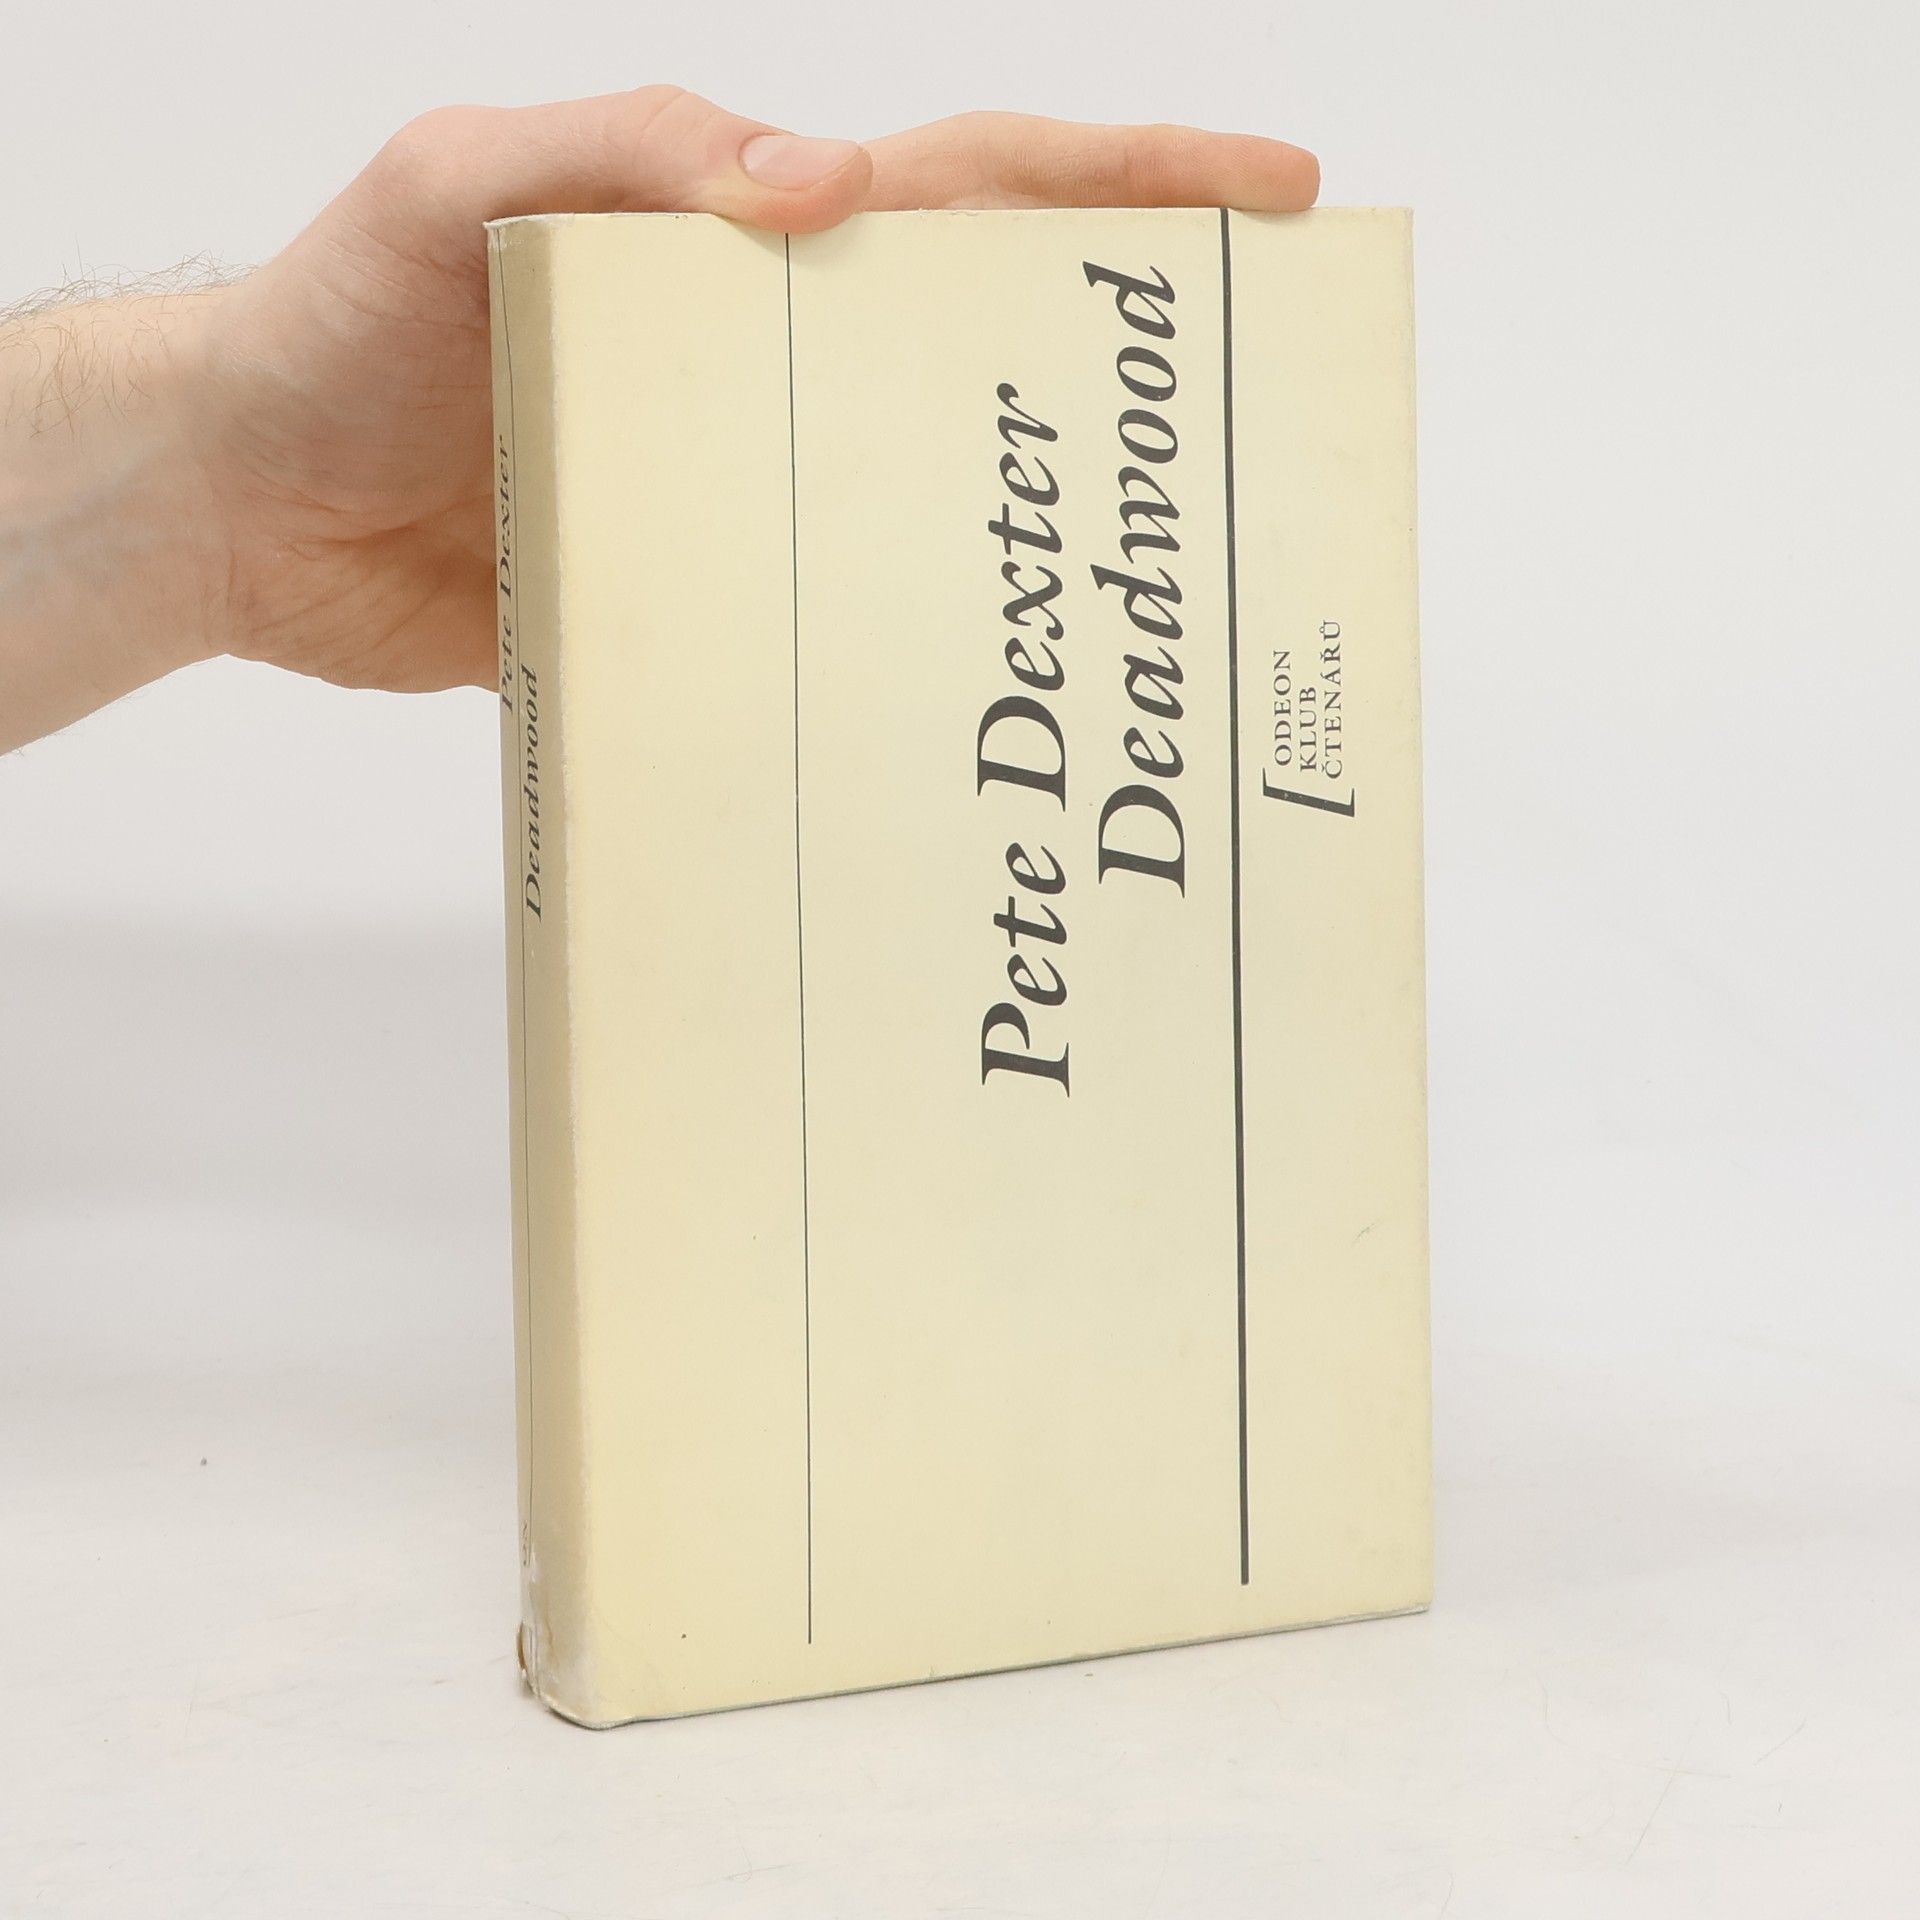 Pete Dexter
Deadwood
Pete Dexter
Deadwood
ODEON
KLUB
ČTENÁŘŮ